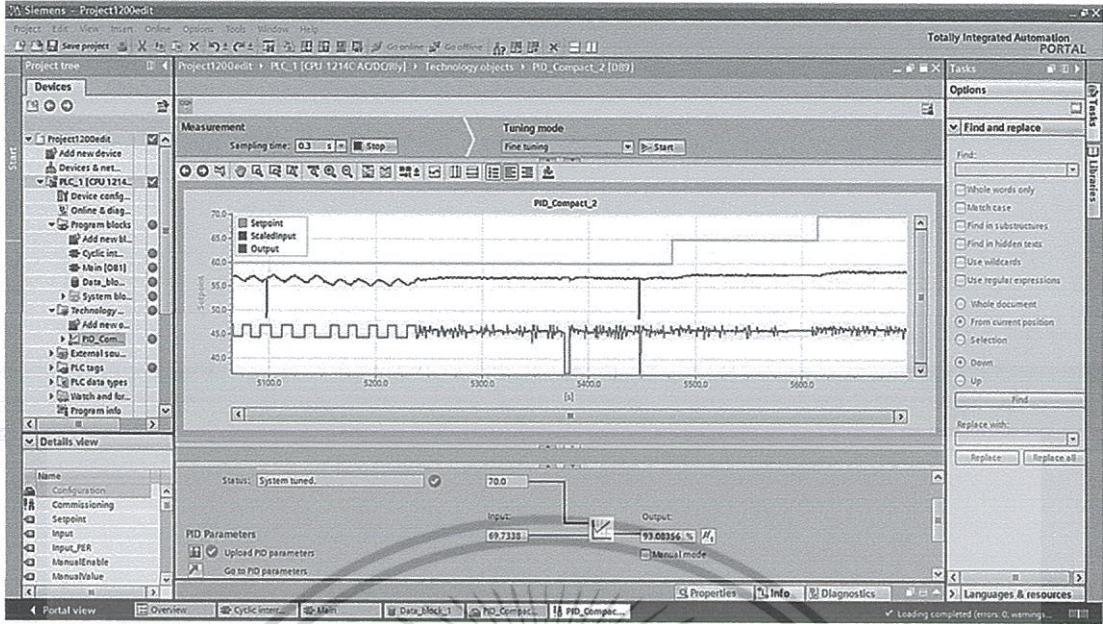 Siemens - Project1200edit
Project Edit View Insert Online Options Tools Window Help
Save project Go online Go offline
Totally Integrated Automation
PORTAL
Project tree
Project1200edit › PLC_1 [CPU 1214C AC/DC/Rly] › Technology objects › PID_Compact_2 [DB9]
Tasks
Devices
Options
Start
Tasks
Libraries
Project1200edit
Add new device
Devices & net...
PLC_1 [CPU 1214...
Device config...
Online & diag...
Program blocks
Add new bl...
Cyclic int...
Main [OB1]
Data_blo...
System blo...
Technology ...
Add new o...
PID_Com...
External sou...
PLC tags
PLC data types
Watch and for...
Program info
Measurement
Sampling time: 0.3 s Stop
Tuning mode
Fine tuning Start
PID_Compact_2
Setpoint
ScaledInput
Output
Setpoint
70.0
65.0
60.0
55.0
50.0
45.0
40.0
5100.0 5200.0 5300.0 5400.0 5500.0 5600.0
[s]
Find and replace
Find:
Whole words only
Match case
Find in substructures
Find in hidden texts
Use wildcards
Use regular expressions
Whole document
From current position
Selection
Down
Up
Find
Replace with:
Replace Replace all
Details view
Name
Configuration
Commissioning
Setpoint
Input
Input_PER
ManualEnable
ManualValue
Status: System tuned.
70.0
Input:
69.7338
Output:
93.08356 %
Manual mode
PID Parameters
Upload PID parameters
Go to PID parameters
Properties Info Diagnostics
Languages & resources
Portal view Overview Cyclic interr... Main Data_block_1 PID_Compac... PID_Compac...
Loading completed (errors: 0; warnings...